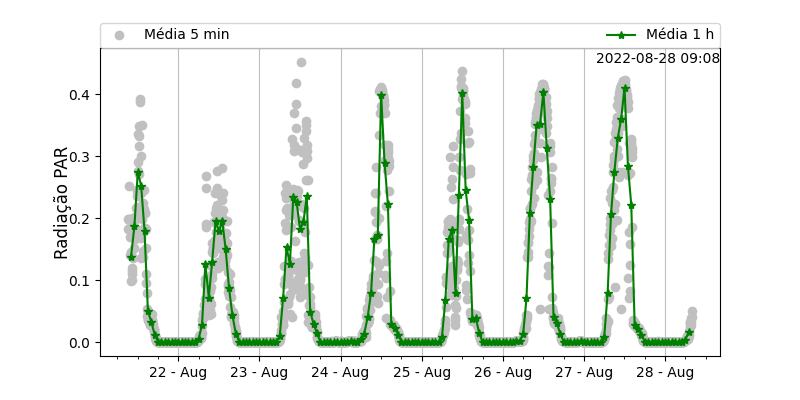 Média 5 min Média 1 h
2022-08-28 09:08
Radiação PAR
0.4
0.3
0.2
0.1
0.0
22 - Aug 23 - Aug 24 - Aug 25 - Aug 26 - Aug 27 - Aug 28 - Aug